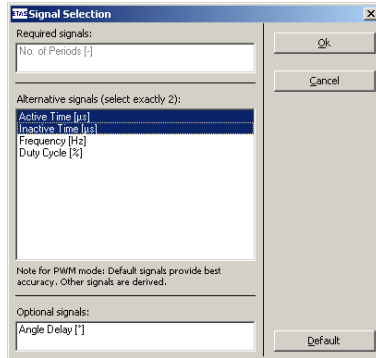 ETAS Signal Selection
Required signals:
No. of Periods [-]
Ok
Cancel
Alternative signals (select exactly 2):
Active Time [µs]
Inactive Time [µs]
Frequency [Hz]
Duty Cycle [%]
Note for PWM mode: Default signals provide best
accuracy. Other signals are derived.
Optional signals:
Angle Delay [°]
Default